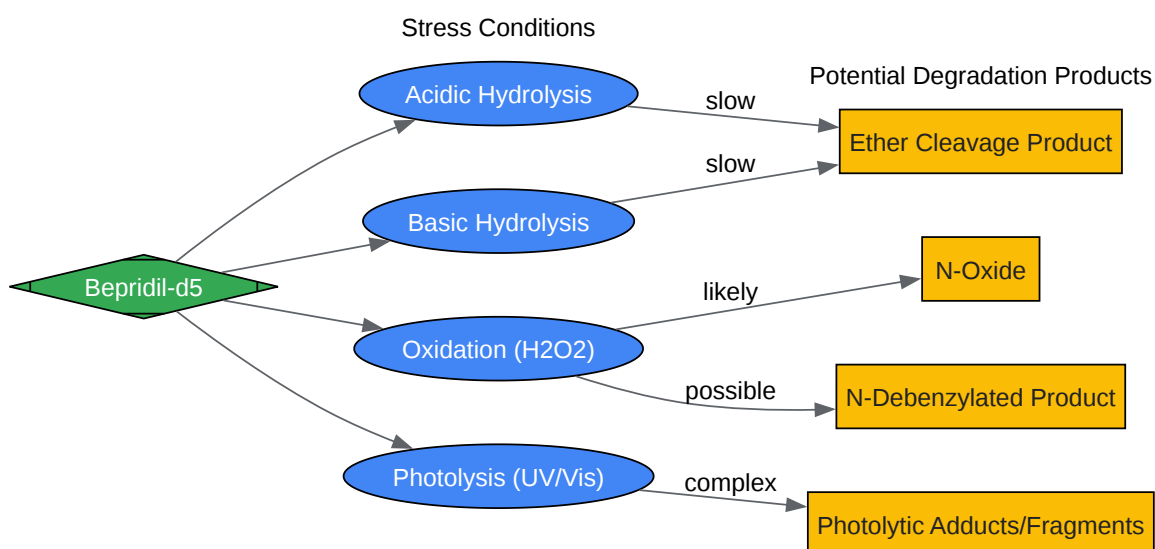 Stress Conditions
Potential Degradation Products
Acidic Hydrolysis
slow
Ether Cleavage Product
slow
Basic Hydrolysis
Bepridil-d5
N-Oxide
likely
Oxidation (H2O2)
possible
N-Debenzylated Product
Photolysis (UV/Vis)
complex
Photolytic Adducts/Fragments